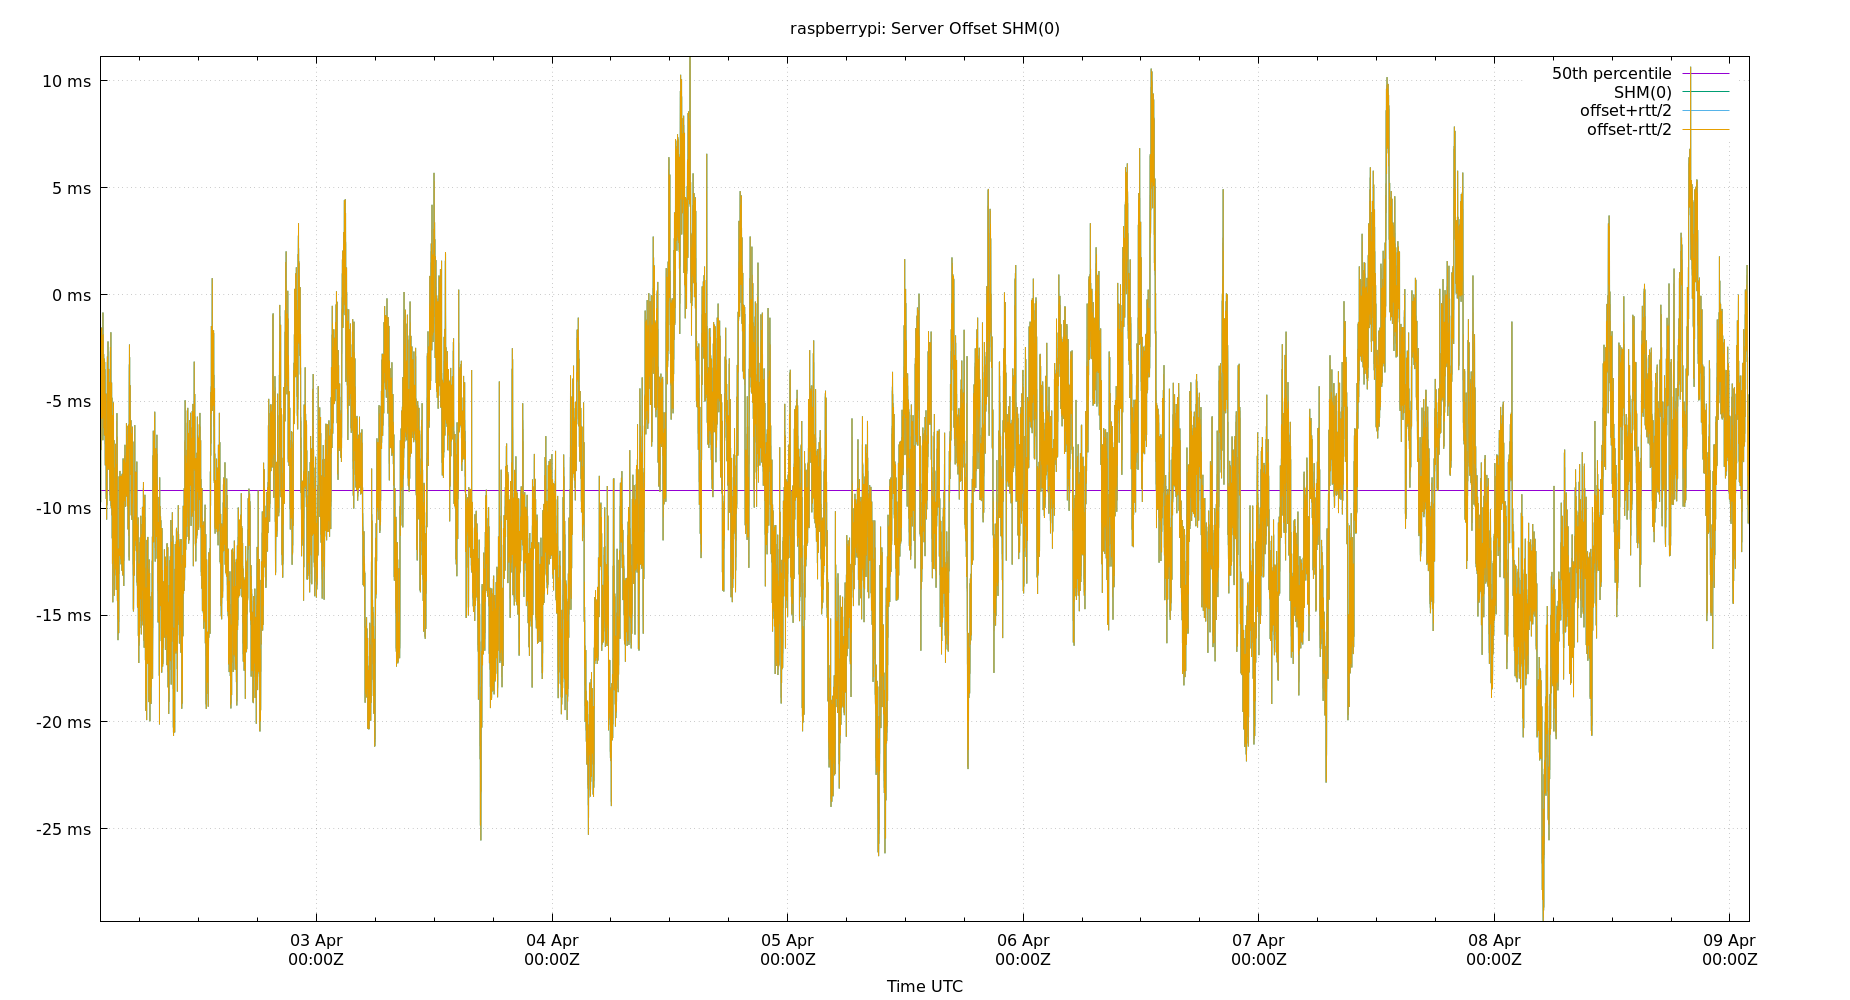 raspberrypi: Server Offset SHM(0)
50th percentile
SHM(0)
offset+rtt/2
offset-rtt/2
10 ms
5 ms
0 ms
-5 ms
-10 ms
-15 ms
-20 ms
-25 ms
03 Apr 04 Apr 05 Apr 06 Apr 07 Apr 08 Apr 09 Apr
00:00Z 00:00Z 00:00Z 00:00Z 00:00Z 00:00Z 00:00Z
Time UTC